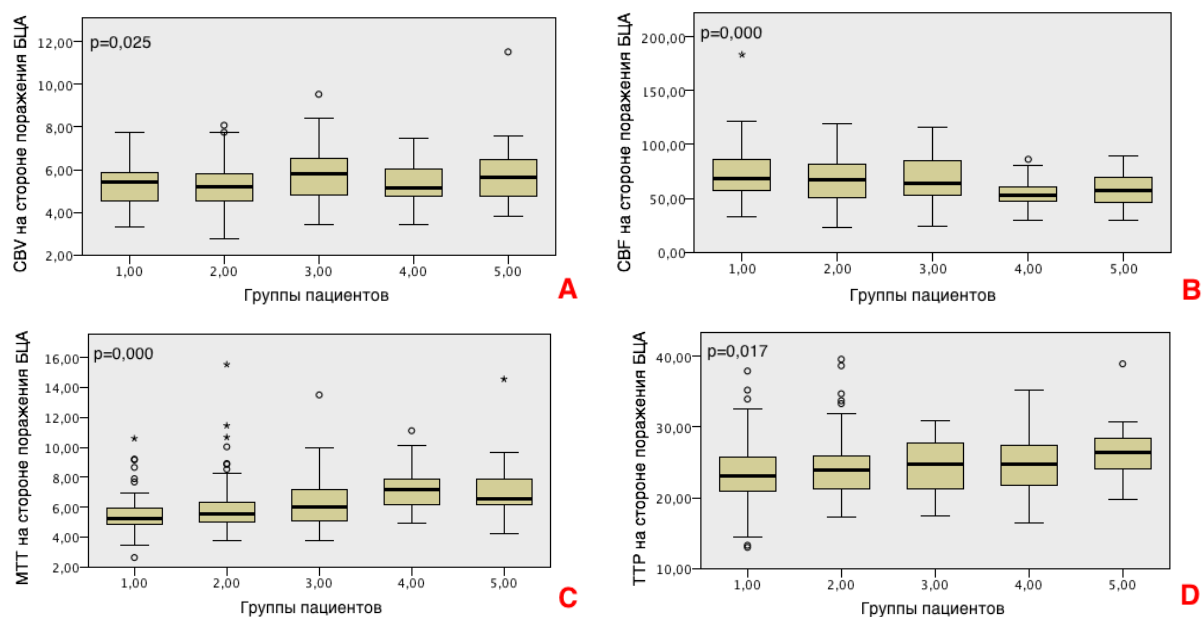 CBV на стороне поражения БЦА
p=0,025
12,00
10,00
8,00
6,00
4,00
2,00
1,00 2,00 3,00 4,00 5,00
Группы пациентов
A
CBF на стороне поражения БЦА
p=0,000
200,00
150,00
100,00
50,00
0,00
1,00 2,00 3,00 4,00 5,00
Группы пациентов
B
MTT на стороне поражения БЦА
p=0,000
16,00
14,00
12,00
10,00
8,00
6,00
4,00
2,00
1,00 2,00 3,00 4,00 5,00
Группы пациентов
C
TTP на стороне поражения БЦА
p=0,017
40,00
30,00
20,00
10,00
1,00 2,00 3,00 4,00 5,00
Группы пациентов
D